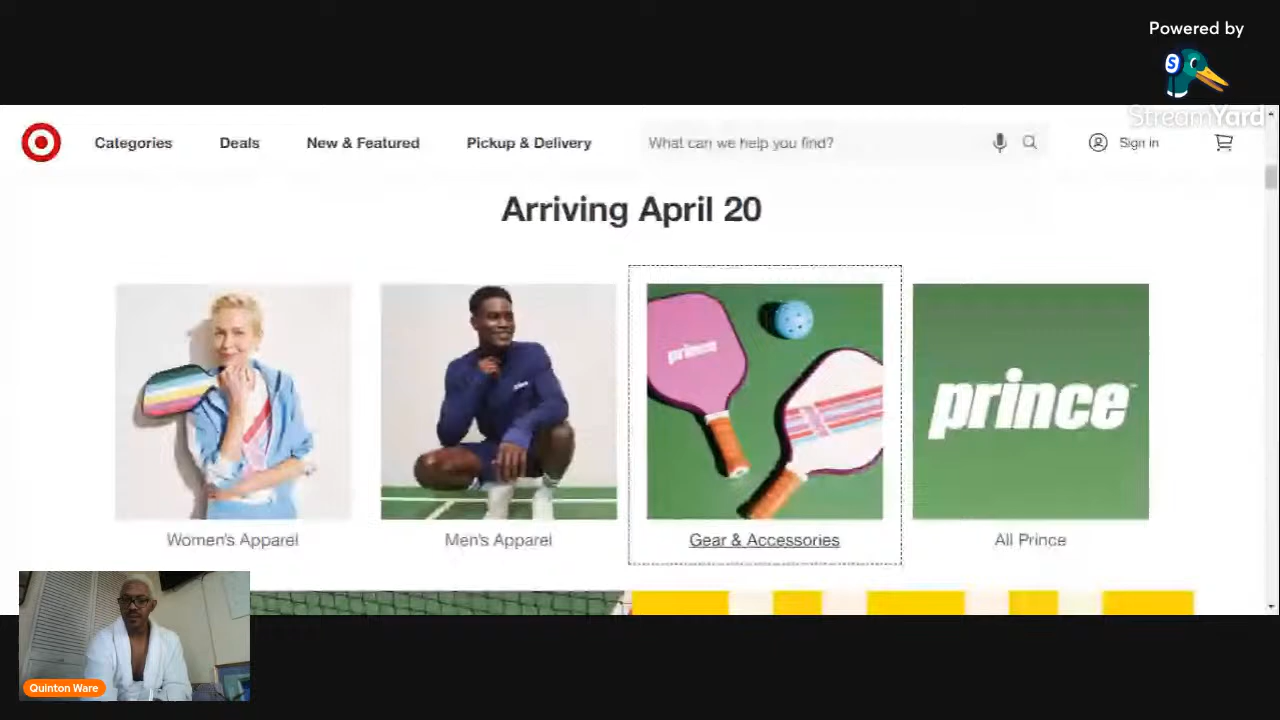 Powered by
StreamYard
Categories
Deals
New & Featured
Pickup & Delivery
What can we help you find?
Sign in
Arriving April 20
prince
prince
prince
Women's Apparel
Men's Apparel
Gear & Accessories
All Prince
Quinton Ware